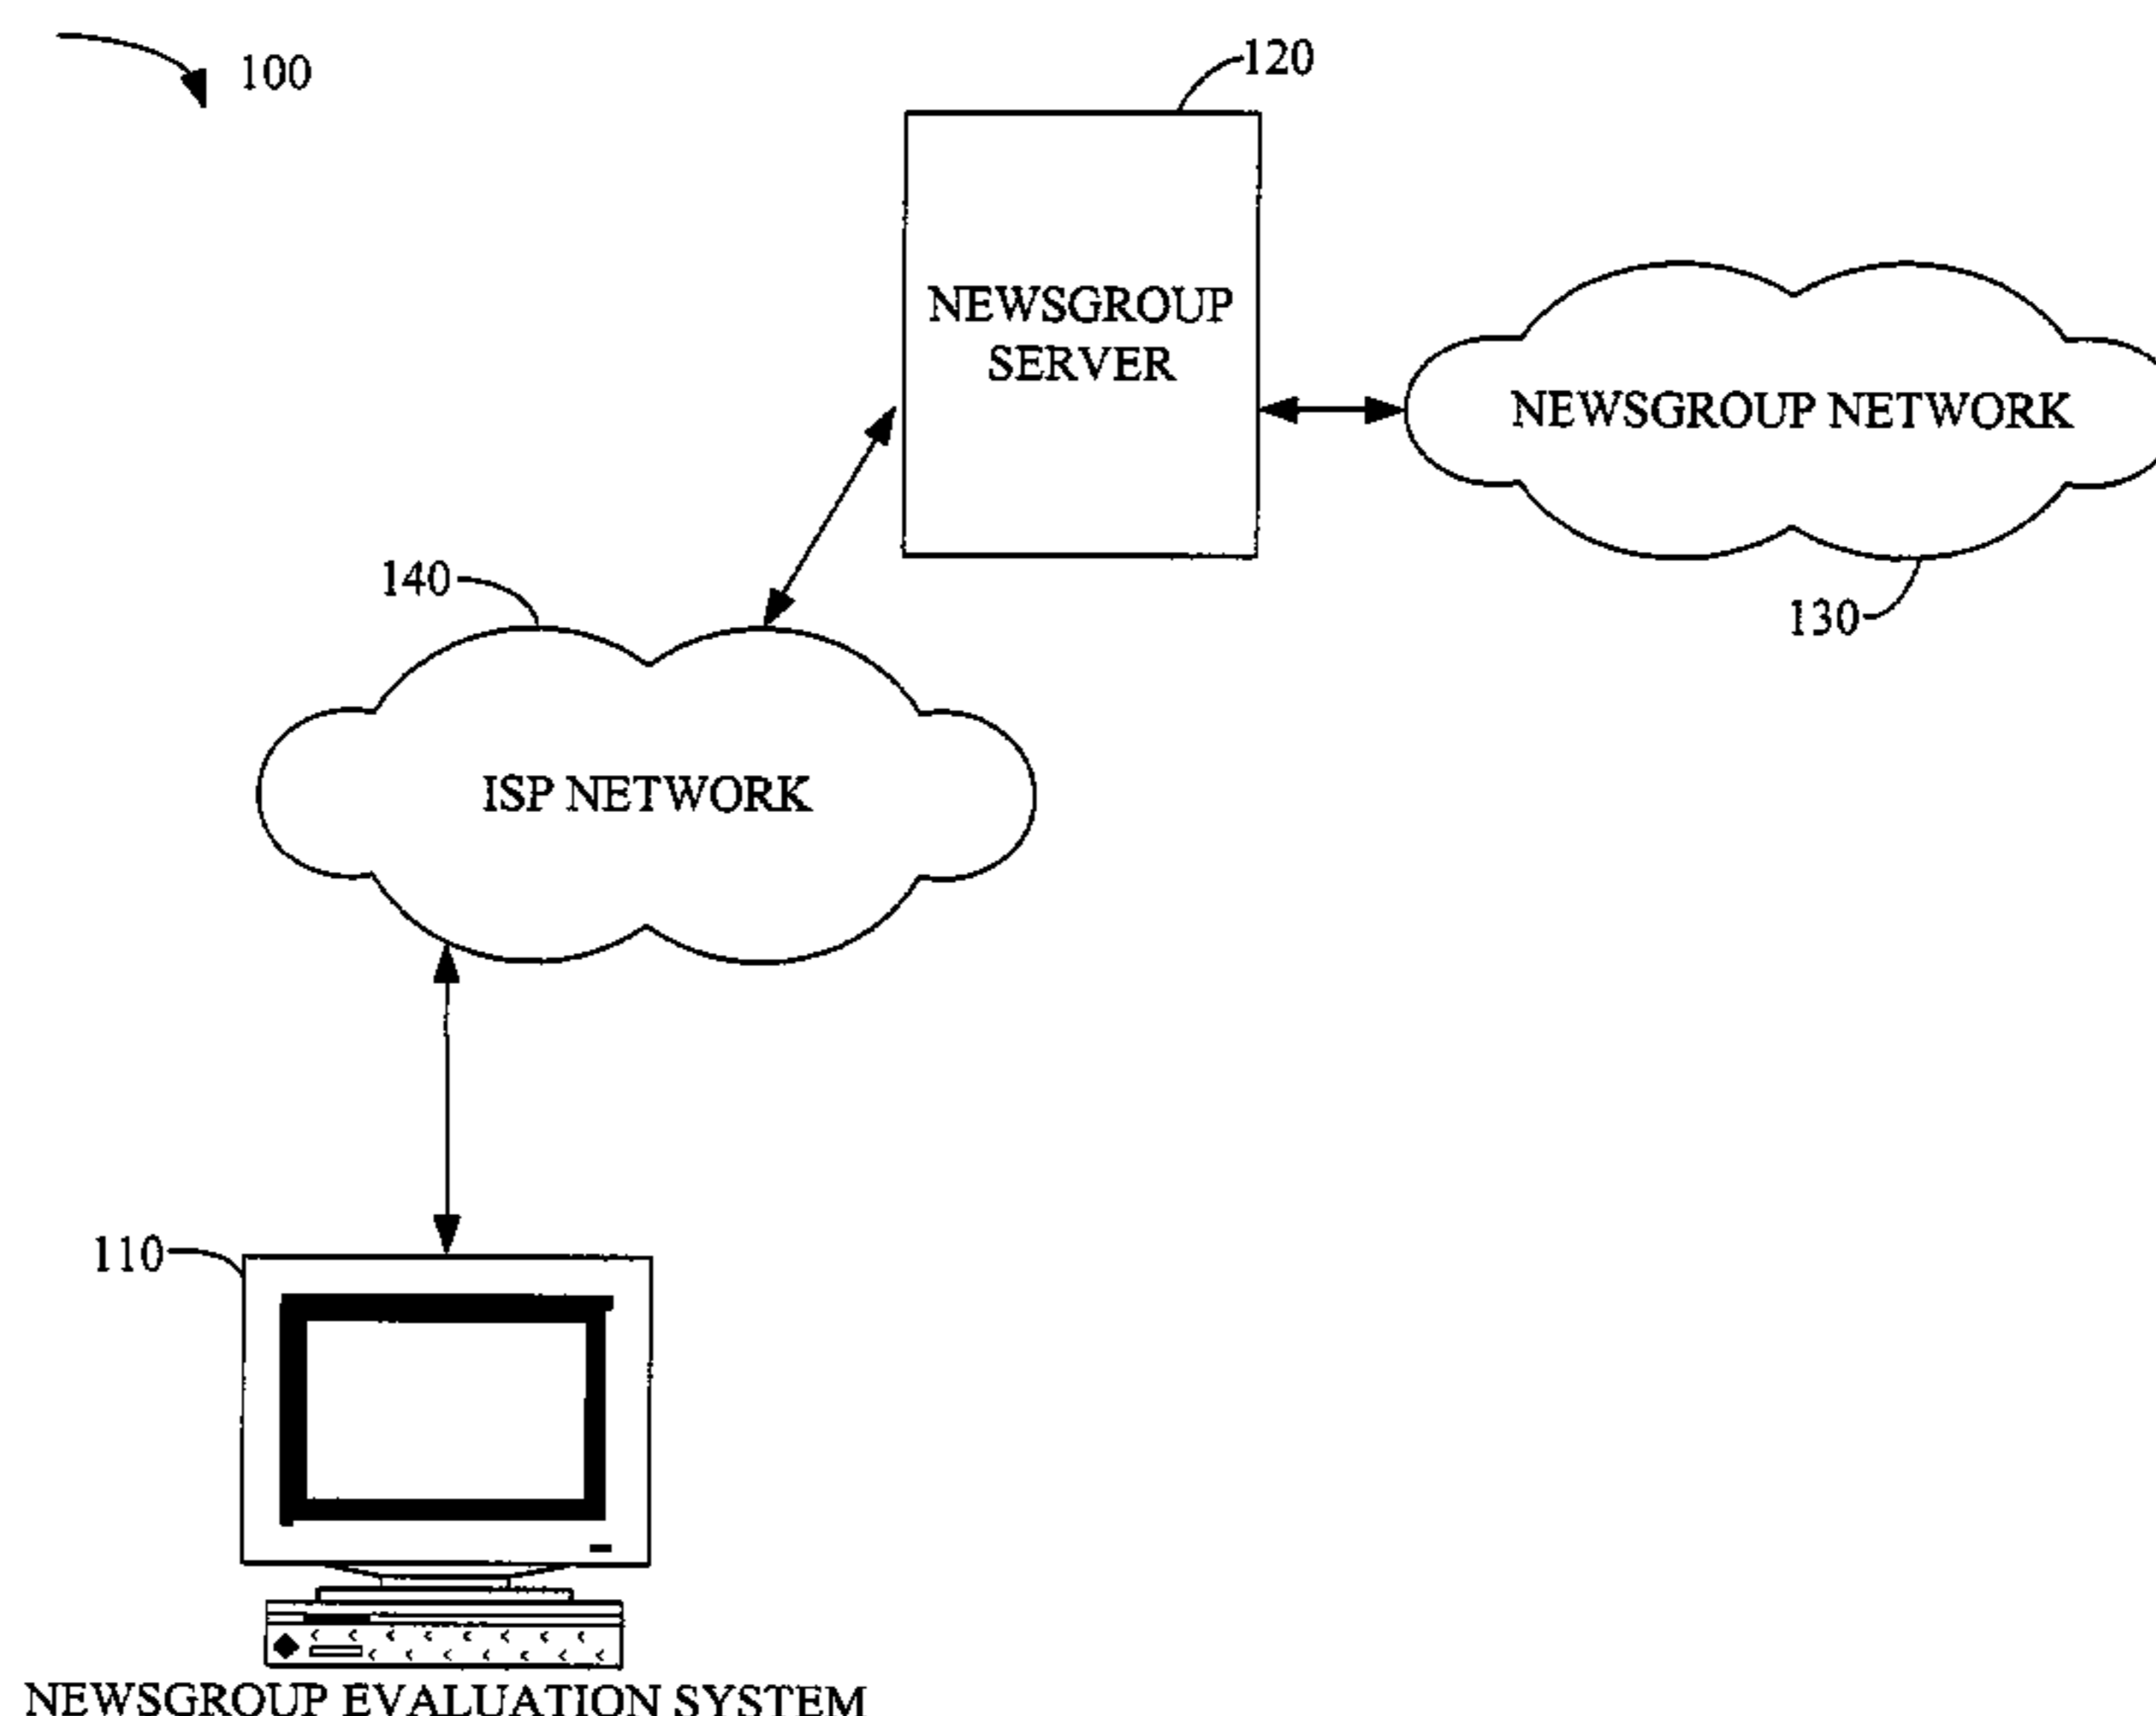 100
120
NEWSGROUP
SERVER
NEWSGROUP NETWORK
140
130
ISP NETWORK
110
NEWSGROUP EVALUATION SYSTEM